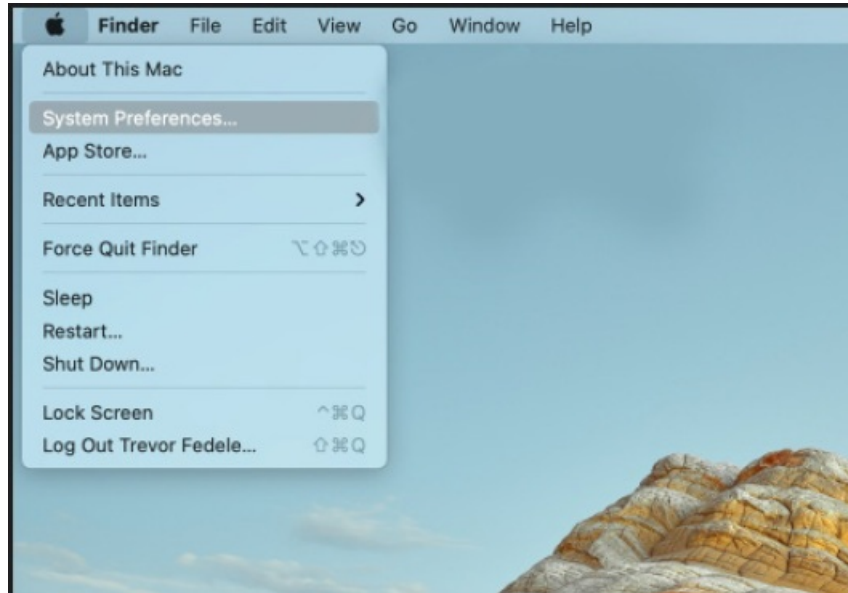 Finder File Edit View Go Window Help
About This Mac
System Preferences...
App Store...
Recent Items
Force Quit Finder ⌥⇧⌘⎋
Sleep
Restart...
Shut Down...
Lock Screen ^⌘Q
Log Out Trevor Fedele... ⇧⌘Q